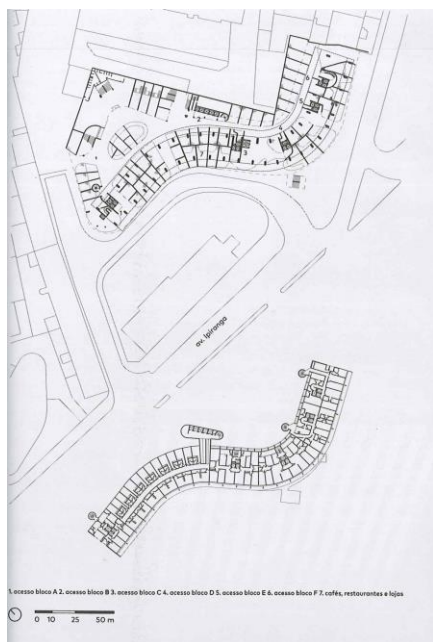 av. Ipiranga
1. acesso bloco A 2. acesso bloco B 3. acesso bloco C 4. acesso bloco D 5. acesso bloco E 6. acesso bloco F 7. cafés, restaurantes e lojas
0 10 25 50 m